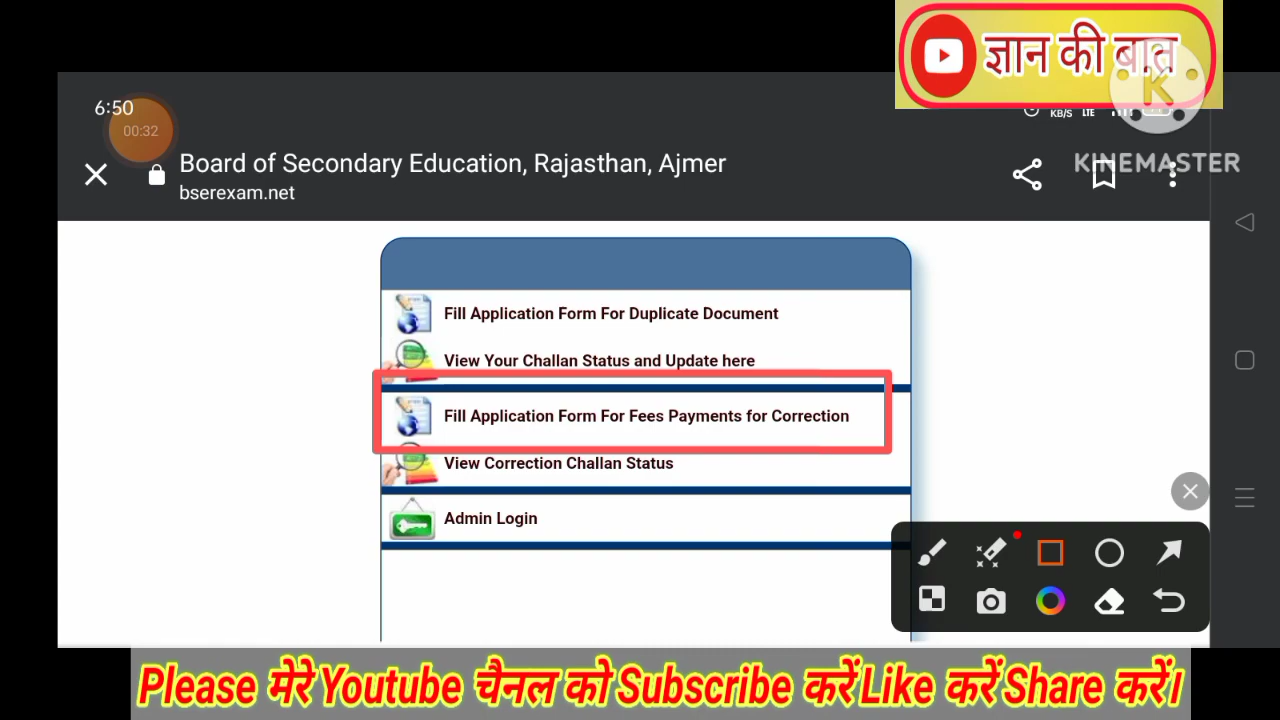 ज्ञान की बात
6:50
KB/S LTE
00:32
Board of Secondary Education, Rajasthan, Ajmer
bserexam.net
K
KINEMASTER
Fill Application Form For Duplicate Document
View Your Challan Status and Update here
Fill Application Form For Fees Payments for Correction
View Correction Challan Status
Admin Login
Please मेरे Youtube चैनल को Subscribe करें Like करें Share करें।